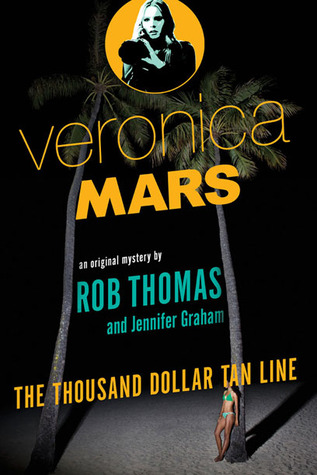 veronica
MARS
an original mystery by
ROB THOMAS
and Jennifer Graham
THE THOUSAND DOLLAR TAN LINE